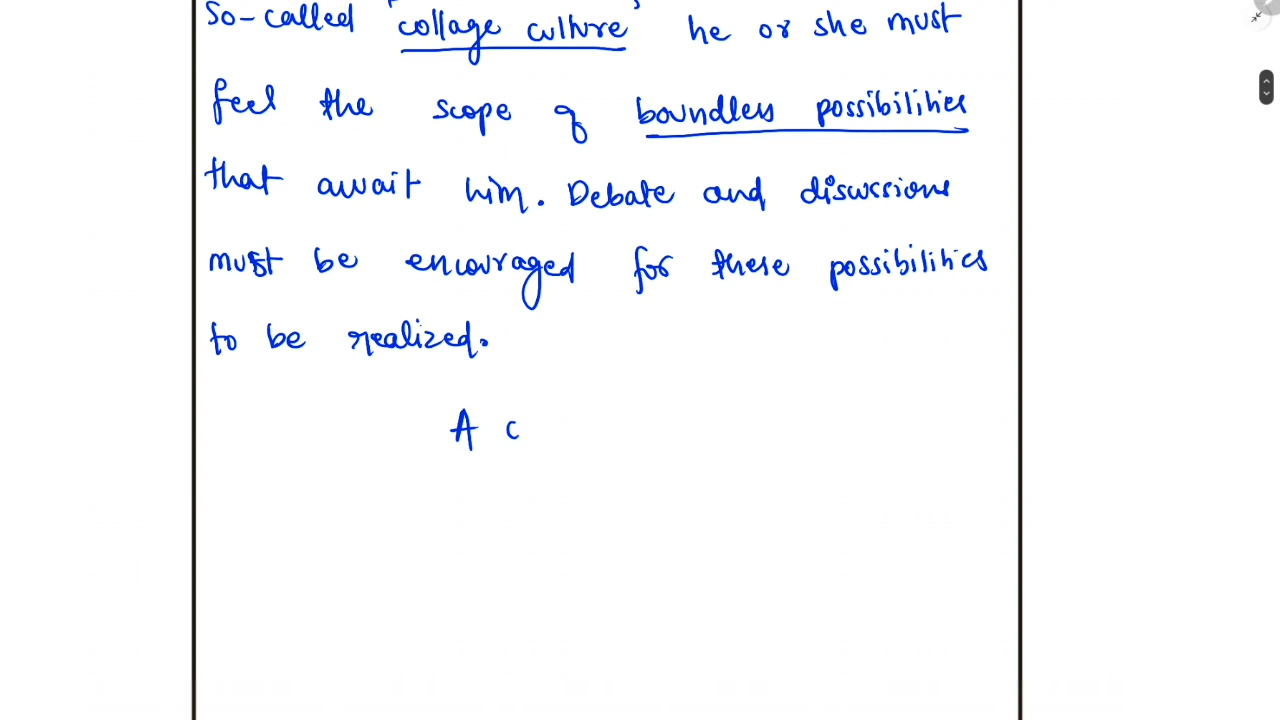 So-called 'collage culture' he or she must
feel the scope of boundless possibilities
that await him. Debate and discussions
must be encouraged for these possibilities
to be realized.
A c